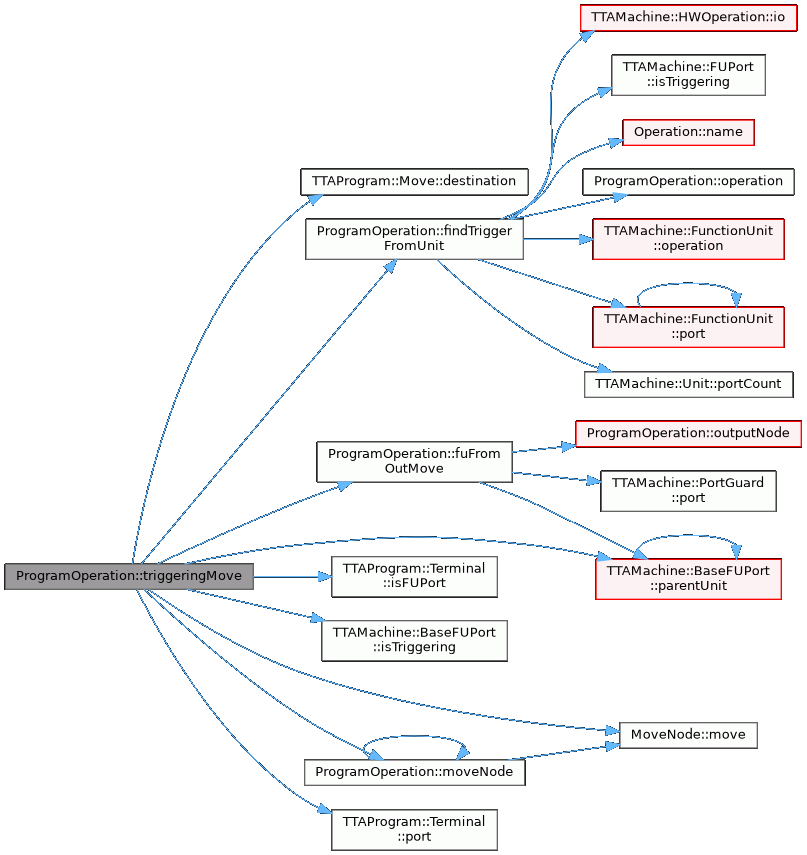 TTAMachine::HWOperation::io
TTAMachine::FUPort
::isTriggering
Operation::name
TTAProgram::Move::destination
ProgramOperation::operation
ProgramOperation::findTrigger
FromUnit
TTAMachine::FunctionUnit
::operation
TTAMachine::FunctionUnit
::port
TTAMachine::Unit::portCount
ProgramOperation::outputNode
ProgramOperation::fuFrom
OutMove
TTAMachine::PortGuard
::port
ProgramOperation::triggeringMove
TTAProgram::Terminal
::isFUPort
TTAMachine::BaseFUPort
::parentUnit
TTAMachine::BaseFUPort
::isTriggering
MoveNode::move
ProgramOperation::moveNode
TTAProgram::Terminal
::port